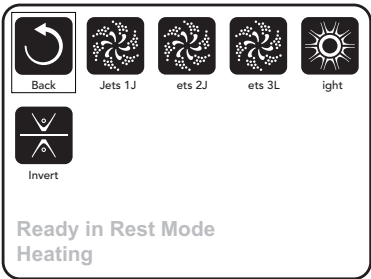 Back Jets 1J ets 2J ets 3L ight
Invert
Ready in Rest Mode
Heating